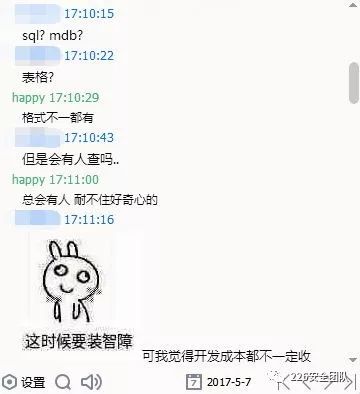 17:10:15
sql? mdb?
17:10:22
表格?
happy 17:10:29
格式不一都有
17:10:43
但是会有人查吗..
happy 17:11:00
总会有人 耐不住好奇心的
17:11:16
这时候要装智障
可我觉得开发成本都不一定收
设置
7 2017-5-7
226安全团队